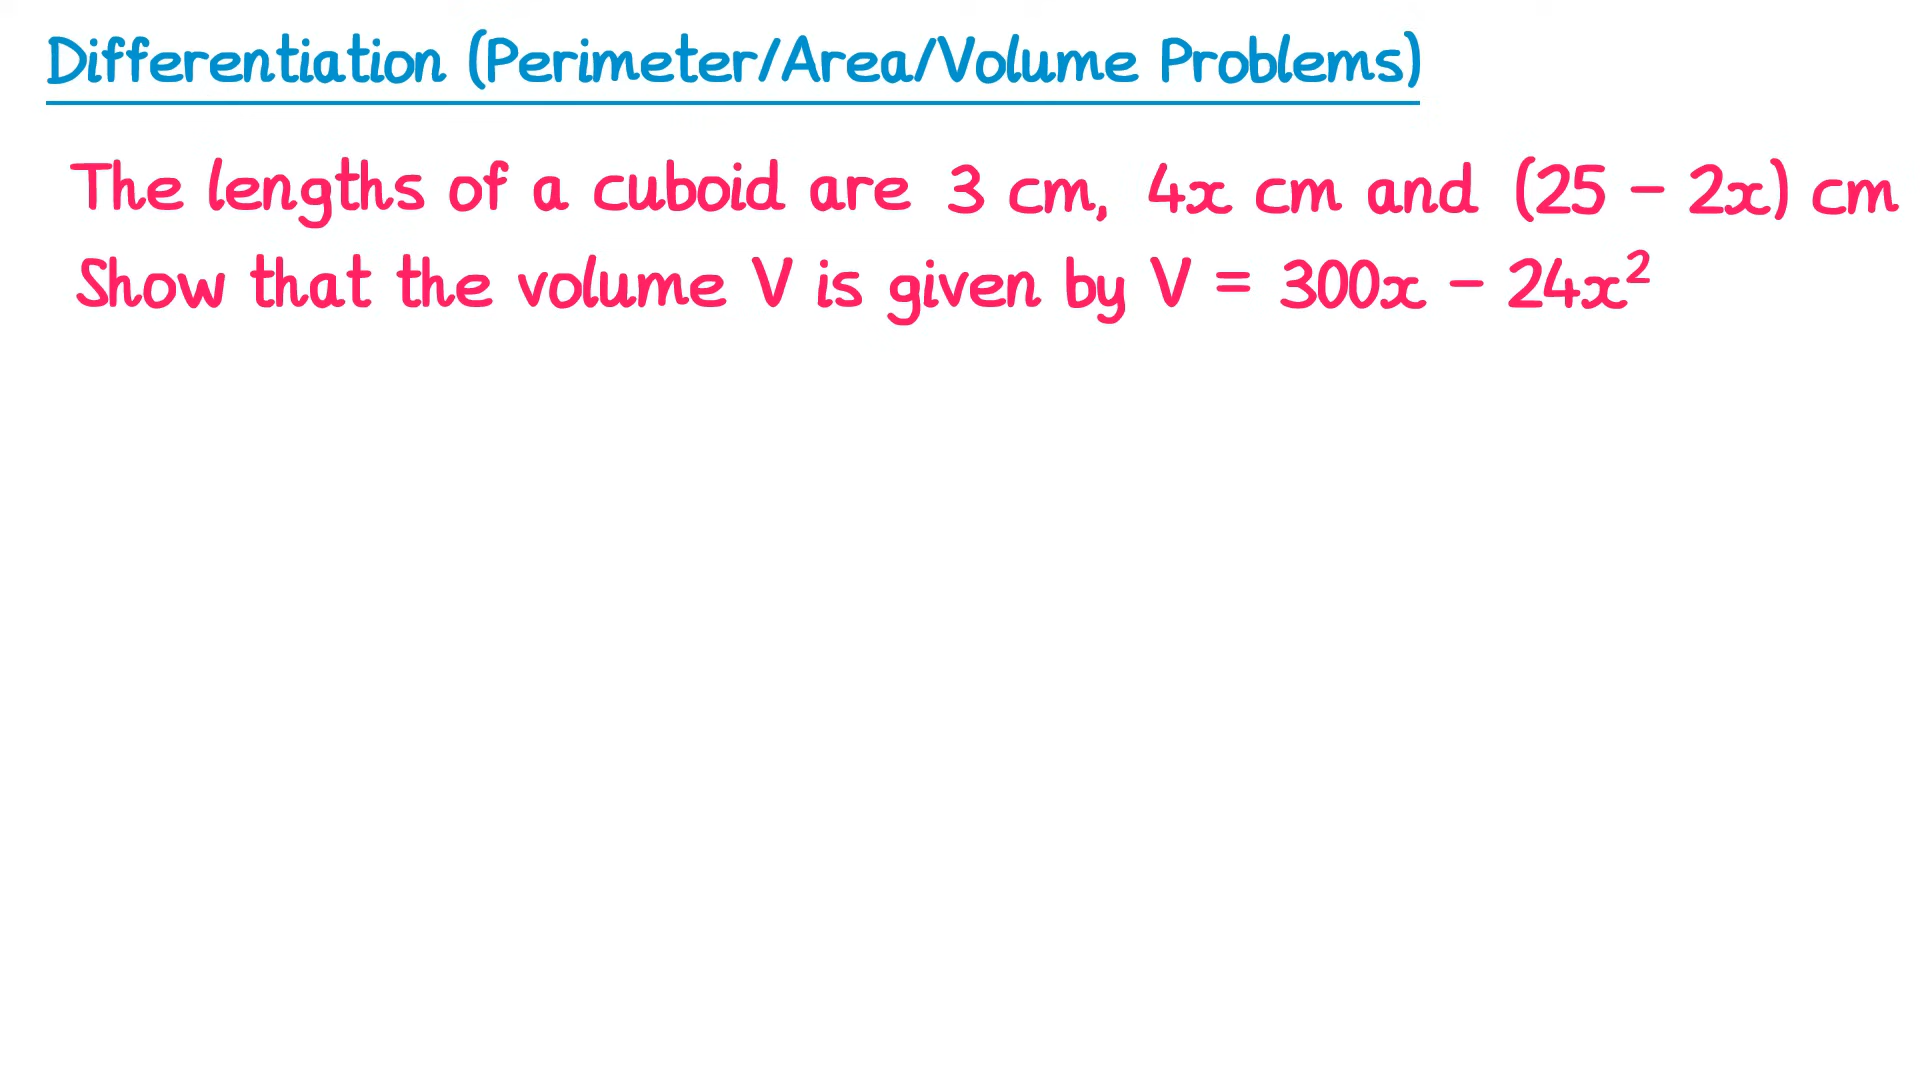 Differentiation (Perimeter/Area/Volume Problems)
The lengths of a cuboid are 3 cm, 4x cm and (25 − 2x) cm
Show that the volume V is given by V = 300x − 24x²